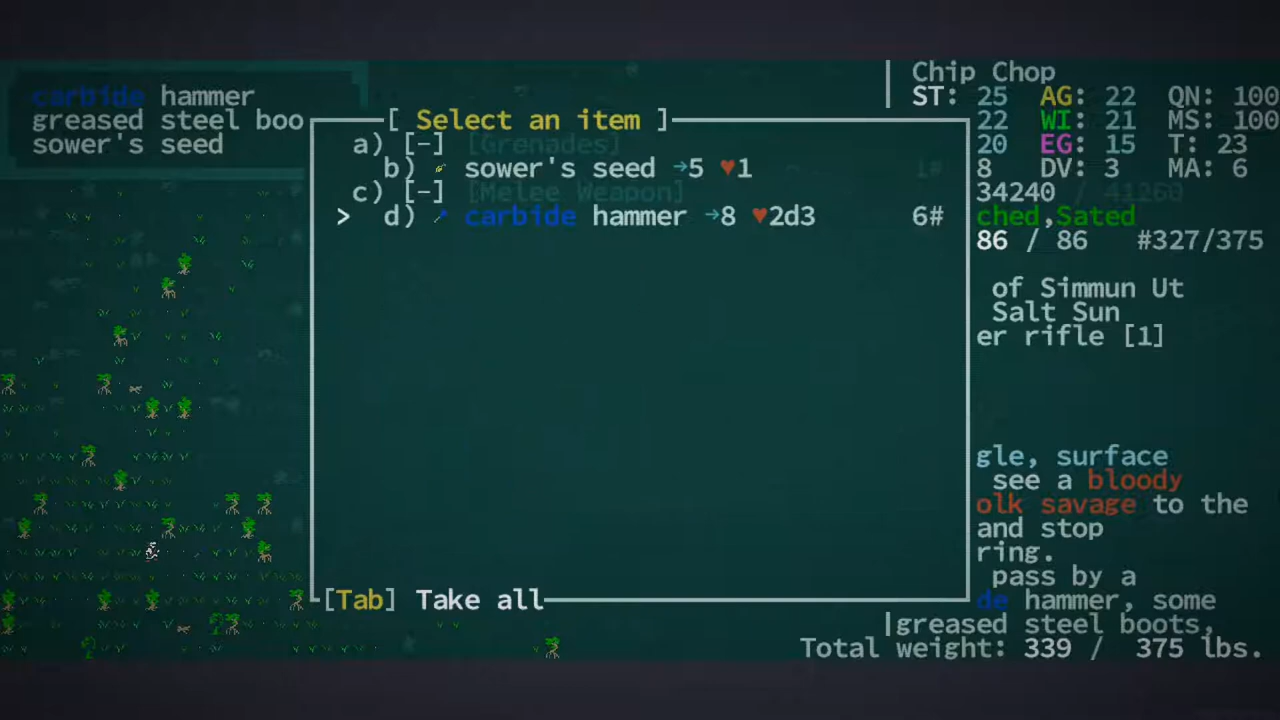 carbide hammer
greased steel boo
sower's seed
[ Select an item ]
a) [-] [Grenades]
b) sower's seed →5 ♥1 1#
c) [-] [Melee Weapon]
> d) carbide hammer →8 ♥2d3 6#
[Tab] Take all
Chip Chop
ST: 25 AG: 22 QN: 100
22 WI: 21 MS: 100
20 EG: 15 T: 23
8 DV: 3 MA: 6
34240 / 41260
ched,Sated
86 / 86 #327/375
of Simmun Ut
Salt Sun
er rifle [1]
gle, surface
see a bloody
olk savage to the
and stop
ring.
pass by a
de hammer, some
greased steel boots,
Total weight: 339 / 375 lbs.